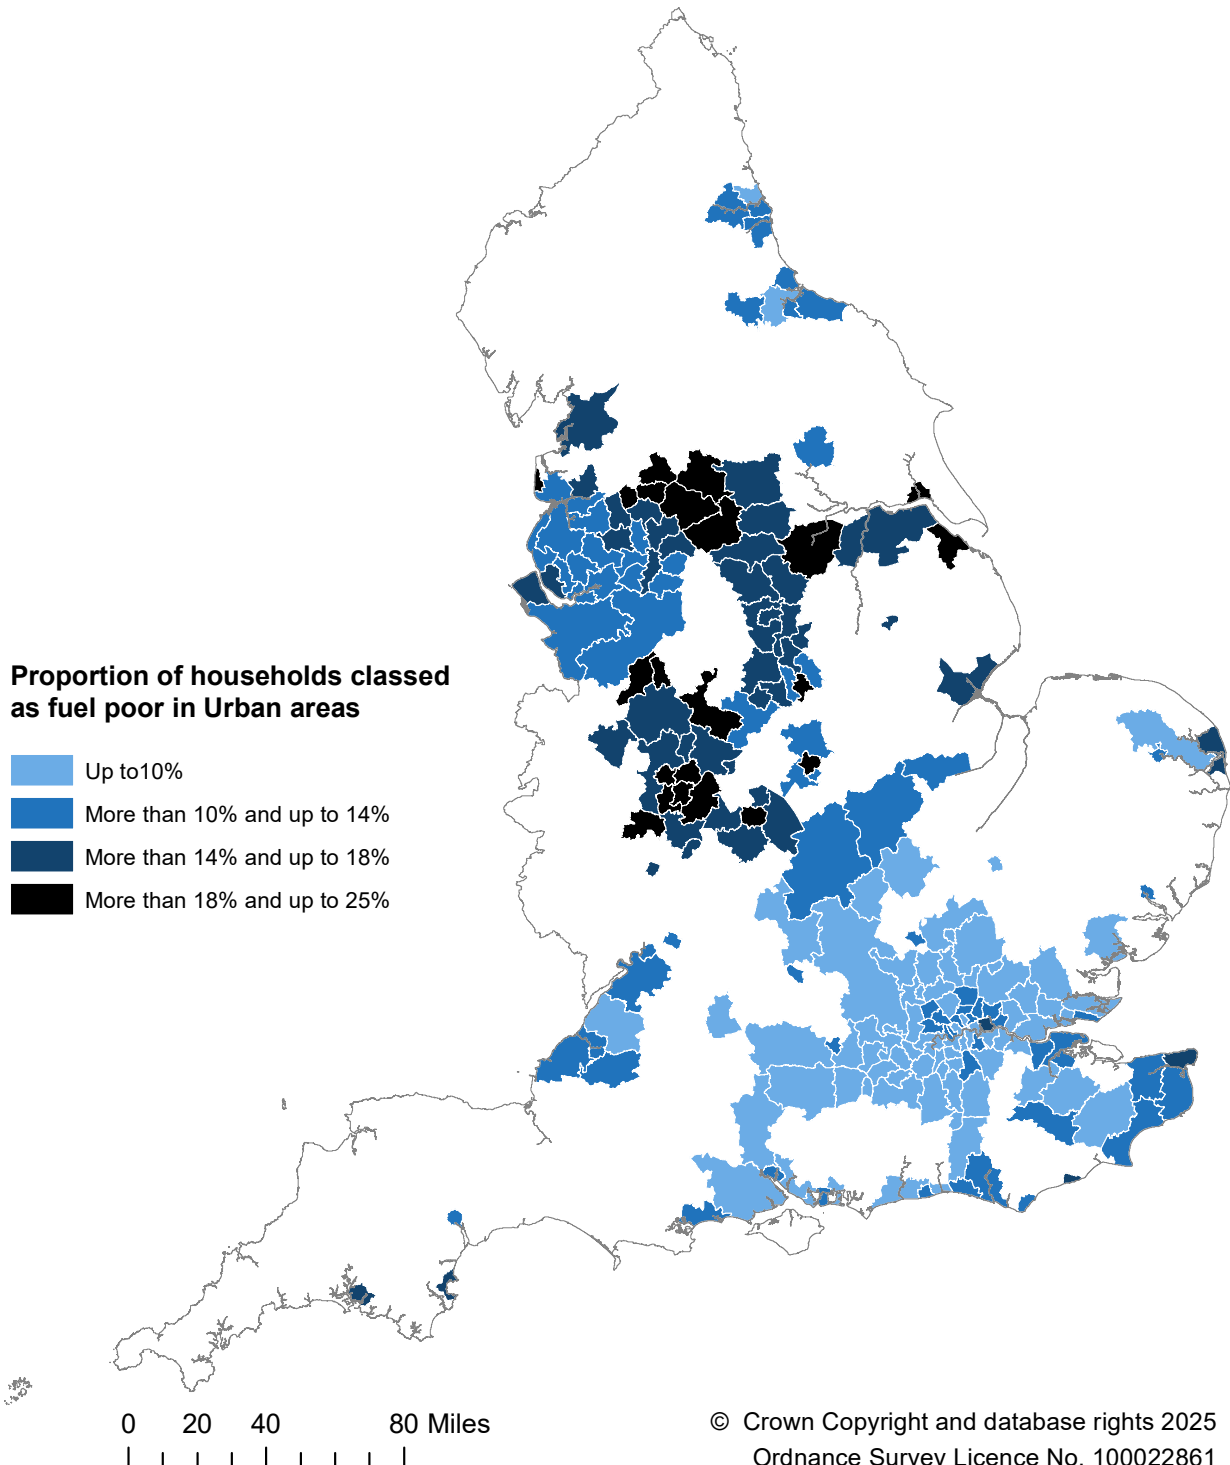 Proportion of households classed
as fuel poor in Urban areas
Up to10%
More than 10% and up to 14%
More than 14% and up to 18%
More than 18% and up to 25%
0 20 40 80 Miles
© Crown Copyright and database rights 2025
Ordnance Survey Licence No. 100022861